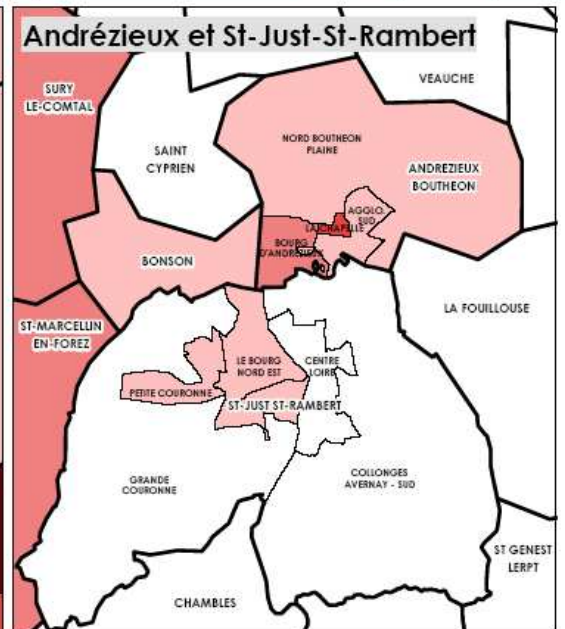 Andrézieux et St-Just-St-Rambert
VEAUCHE
SURY
LE-COMTAL
NORD BOUTHEON
PLAINE
SAINT
CYPRIEN
ANDREZIEUX
BOUTHEON
AGGLO.
SUD
LA CHAPELLE
BOURG
D'ANDREZIEUX
BONSON
LA FOUILLOUSE
ST-MARCELLIN
EN-FOREZ
LE BOURG
NORD EST
CENTRE
LOIRE
PETITE COURONNE
ST-JUST ST-RAMBERT
GRANDE
COURONNE
COLLONGES
AVERNAY - SUD
ST GENEST
LERPT
CHAMBLES